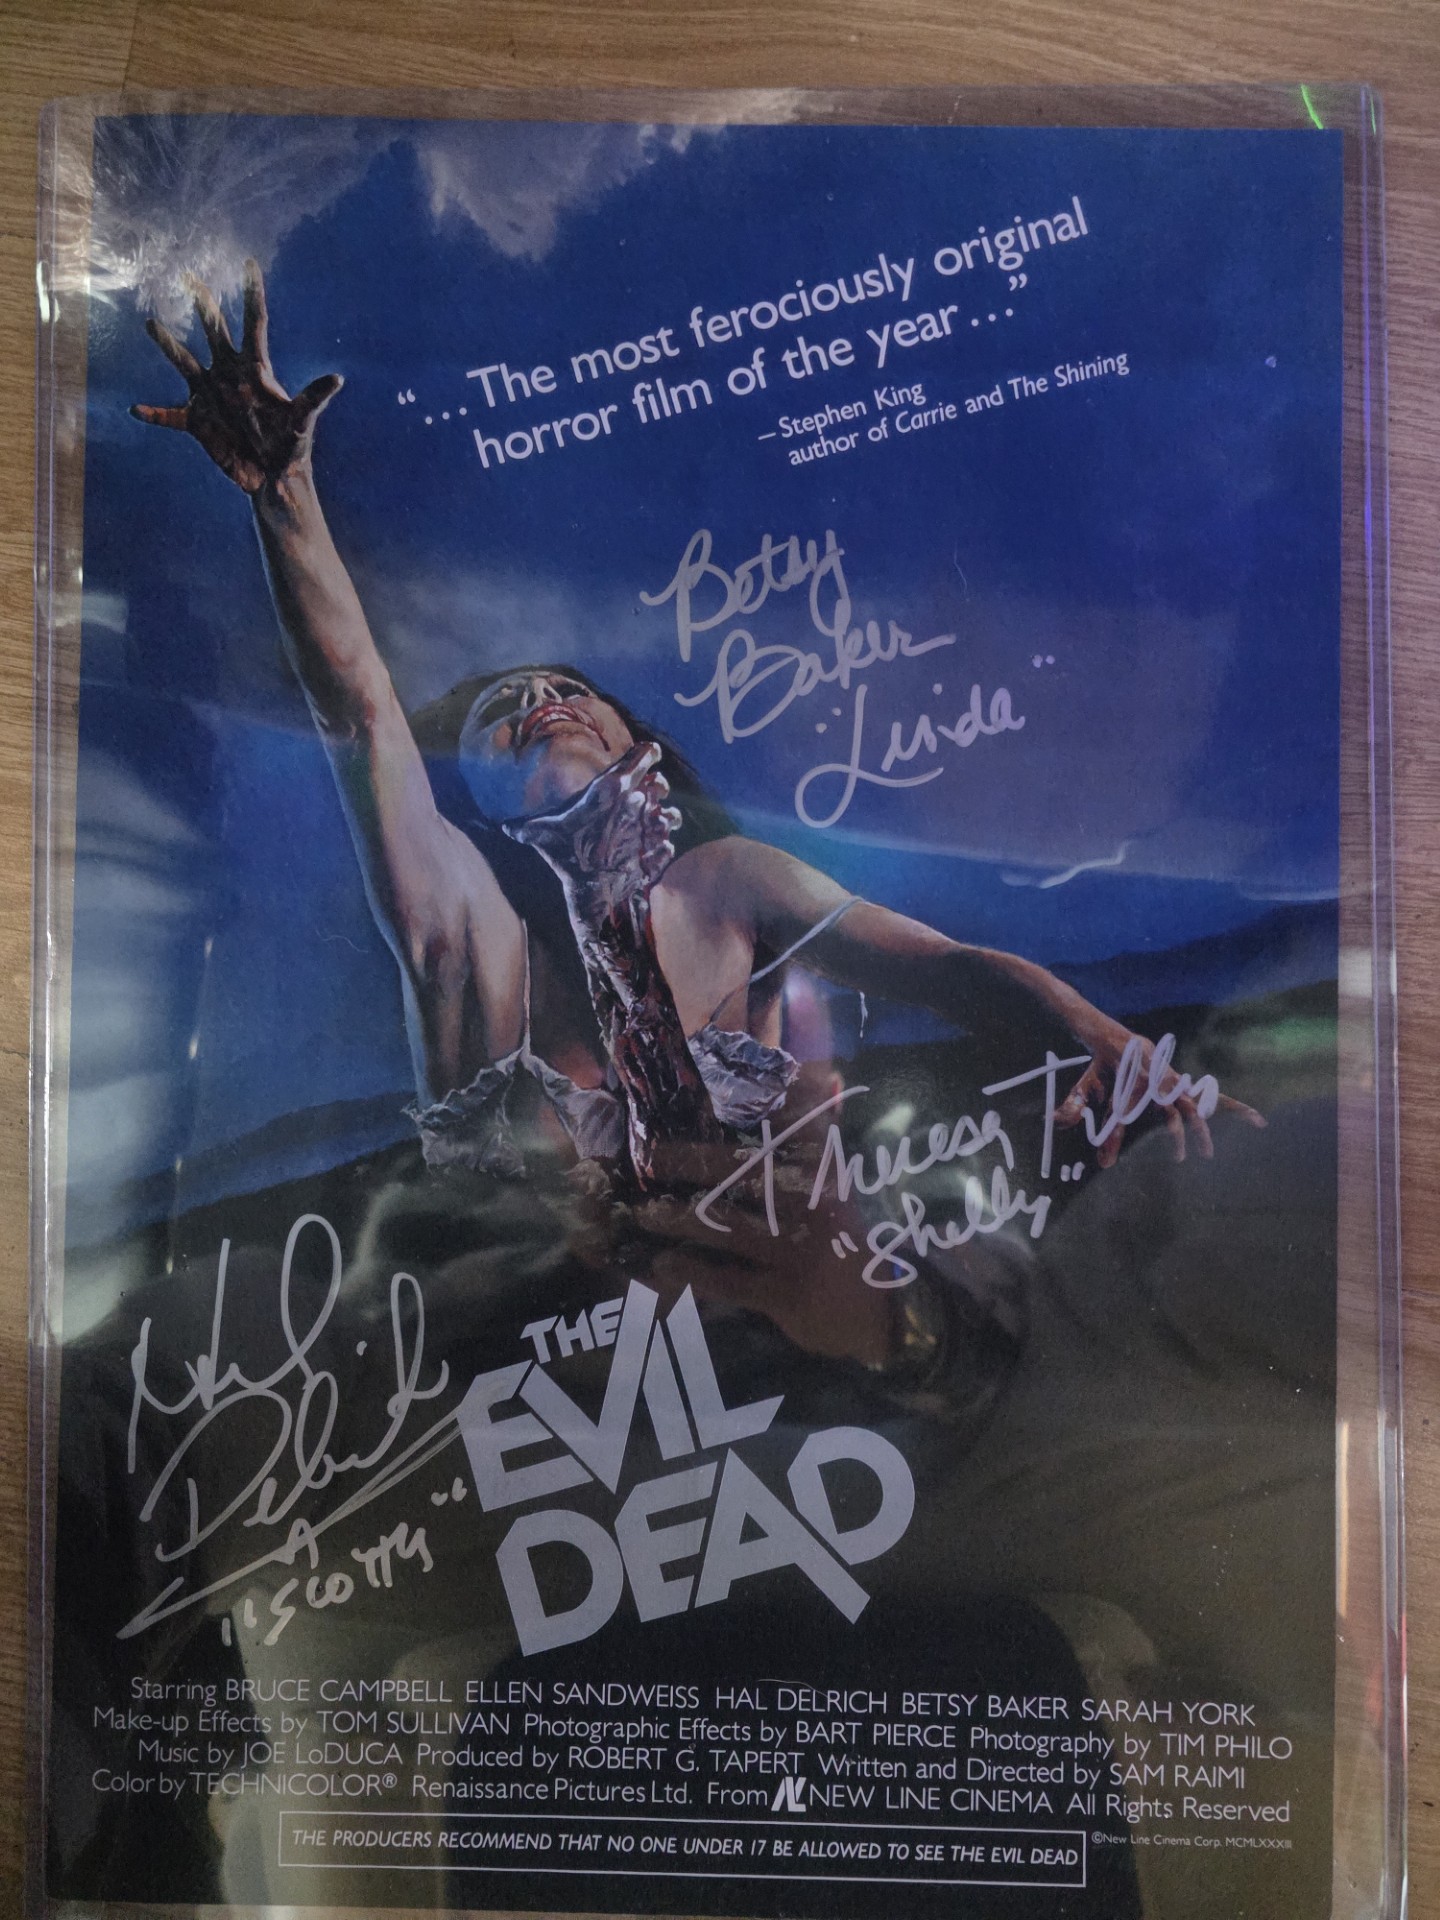 “...The most ferociously original
horror film of the year...”
—Stephen King
author of Carrie and The Shining
Betsy
Baker
"Linda"
Theresa Tilly
"Shelly"
Hal
Delrich
"SCOTTY"
THE
EVIL
DEAD
Starring BRUCE CAMPBELL ELLEN SANDWEISS HAL DELRICH BETSY BAKER SARAH YORK
Make-up Effects by TOM SULLIVAN Photographic Effects by BART PIERCE Photography by TIM PHILO
Music by JOE LoDUCA Produced by ROBERT G. TAPERT Written and Directed by SAM RAIMI
Color by TECHNICOLOR® Renaissance Pictures Ltd. From NL NEW LINE CINEMA All Rights Reserved
THE PRODUCERS RECOMMEND THAT NO ONE UNDER 17 BE ALLOWED TO SEE THE EVIL DEAD
©New Line Cinema Corp. MCMLXXXIII